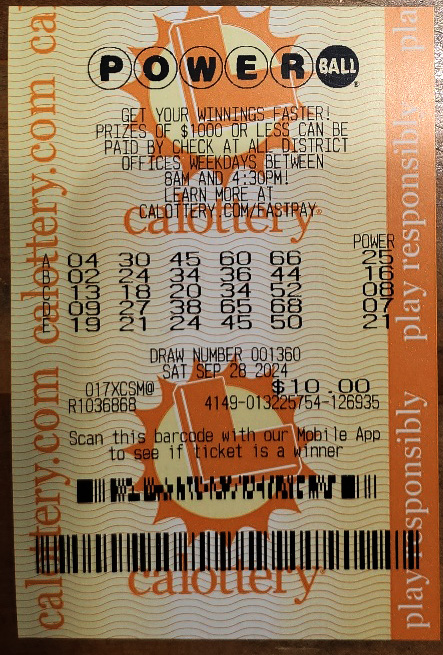 POWER BALL
GET YOUR WINNINGS FASTER!
PRIZES OF $1000 OR LESS CAN BE
PAID BY CHECK AT ALL DISTRICT
OFFICES WEEKDAYS BETWEEN
8AM AND 4:30PM!
LEARN MORE AT
CALOTTERY.COM/FASTPAY
calottery
POWER
A 04 30 45 60 66 25
B 02 24 34 36 44 16
C 13 18 20 34 52 08
D 09 27 38 65 68 07
E 19 21 24 45 50 21
DRAW NUMBER 001360
SAT SEP 28 2024
017XCSM@ $10.00
R1036868 4149-013225754-126935
Scan this barcode with our Mobile App
to see if ticket is a winner
calottery
calottery.com calottery.com ca
play responsibly play responsibly pla